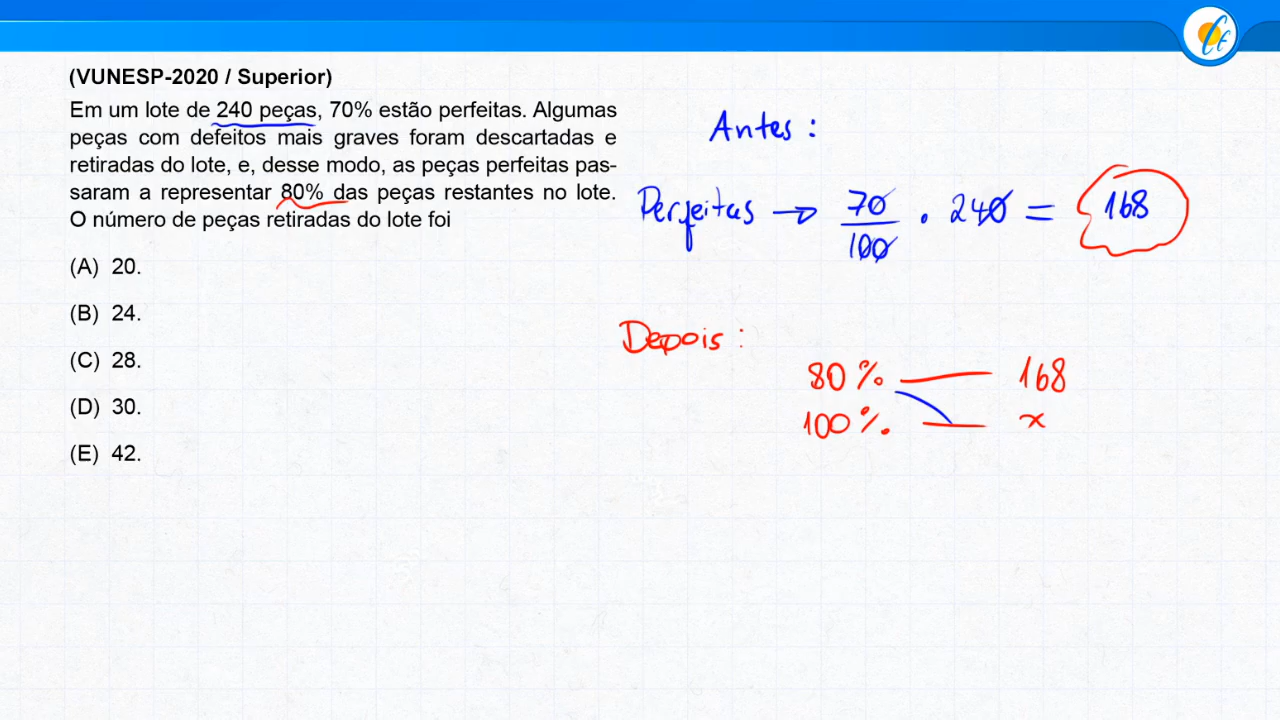 (VUNESP-2020 / Superior)
Em um lote de 240 peças, 70% estão perfeitas. Algumas
peças com defeitos mais graves foram descartadas e
retiradas do lote, e, desse modo, as peças perfeitas pas-
saram a representar 80% das peças restantes no lote.
O número de peças retiradas do lote foi
(A) 20.
(B) 24.
(C) 28.
(D) 30.
(E) 42.
Antes :
Perfeitas → 70/100 . 240 = 168
Depois :
80% — 168
100% — x